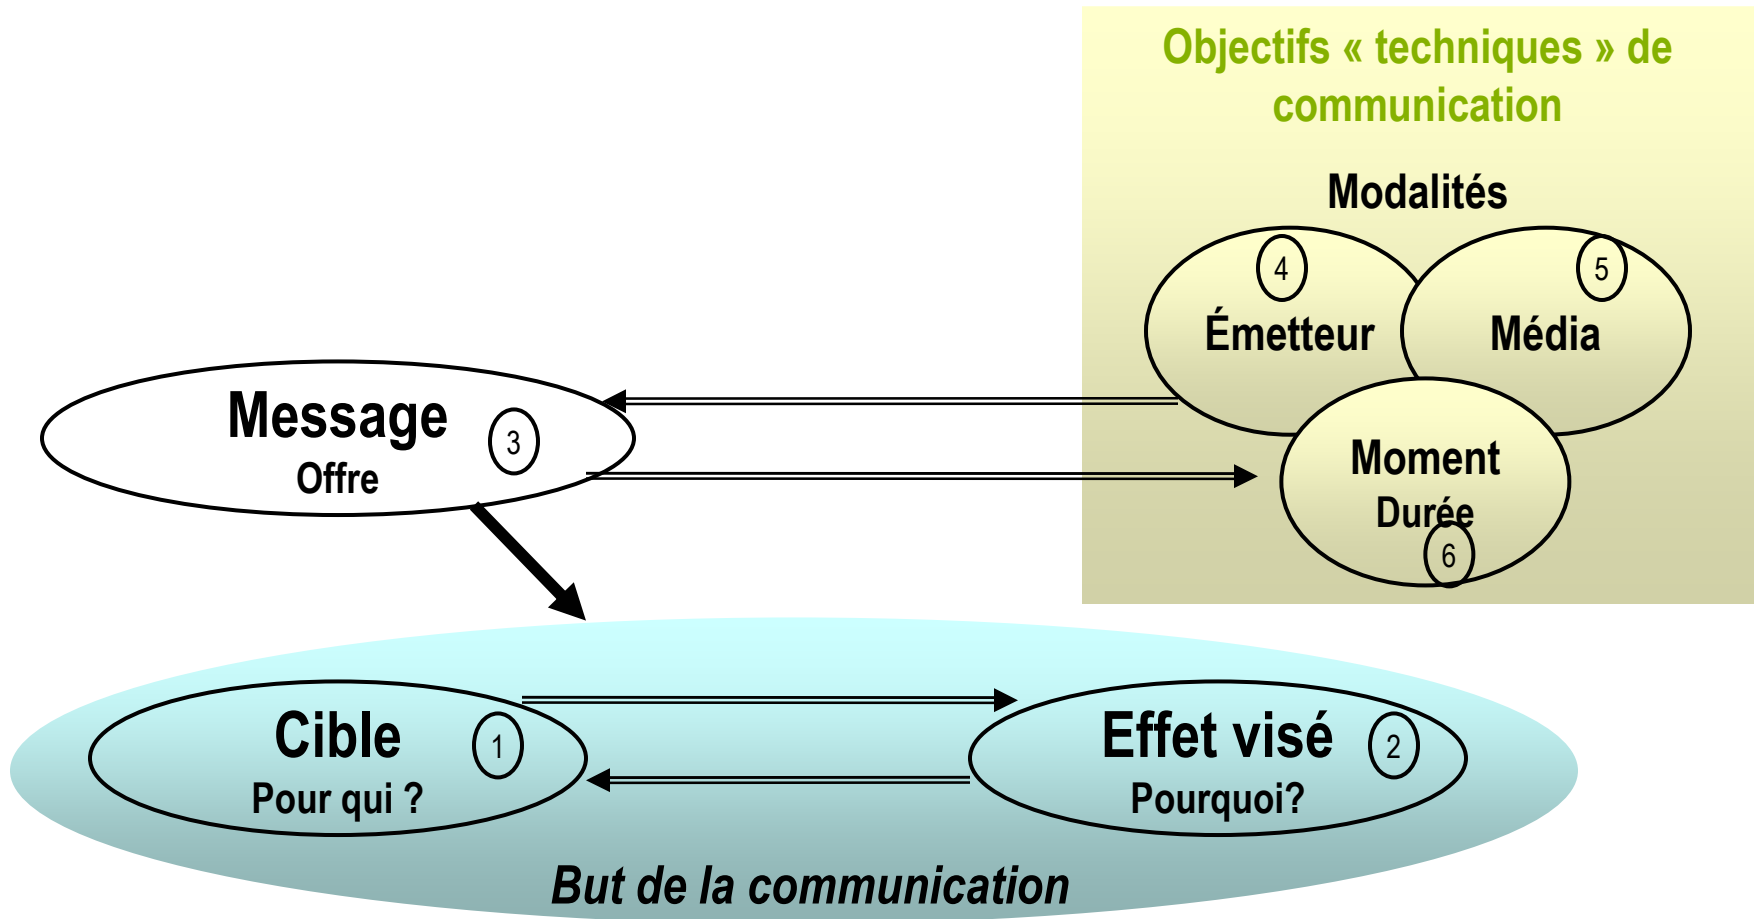 Objectifs « techniques » de
communication
Modalités
4
5
Émetteur
Média
Message
3
Offre
Moment
Durée
6
Cible
1
Pour qui ?
Effet visé
2
Pourquoi?
But de la communication